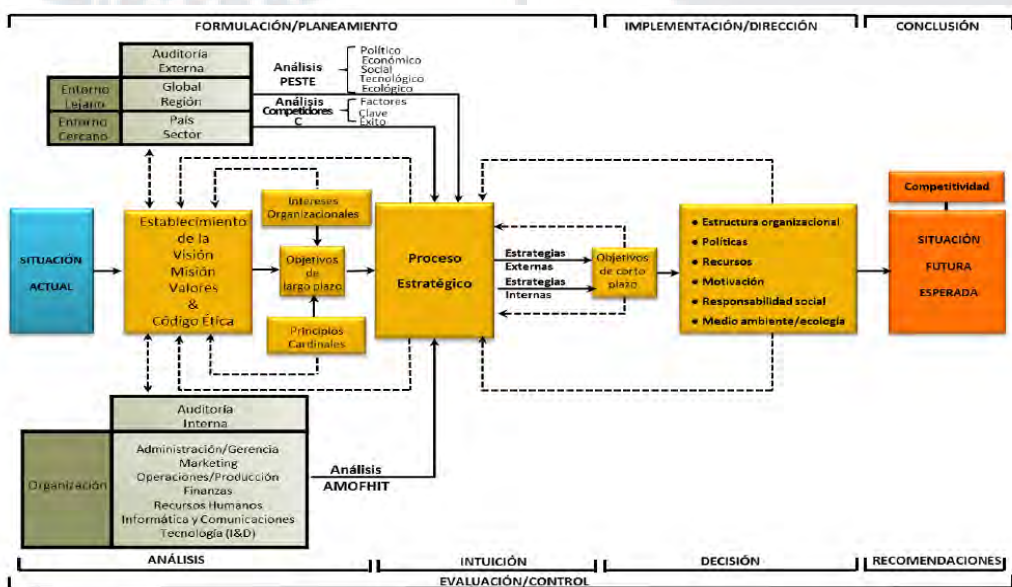 FORMULACIÓN/PLANEAMIENTO
IMPLEMENTACIÓN/DIRECCIÓN
CONCLUSIÓN
Auditoría
Externa
Entorno
Lejano
Global
Región
Entorno
Cercano
País
Sector
Análisis
PESTE
Político
Económico
Social
Tecnológico
Ecológico
Análisis
Competidores
C
Factores
Clave
Éxito
SITUACIÓN
ACTUAL
Establecimiento
de la
Visión
Misión
Valores
&
Código Ética
Intereses
Organizacionales
Objetivos de
largo plazo
Principios
Cardinales
Proceso
Estratégico
Estrategias
Externas
Estrategias
Internas
Objetivos
de corto
plazo
• Estructura organizacional
• Políticas
• Recursos
• Motivación
• Responsabilidad social
• Medio ambiente/ecología
Competitividad
SITUACIÓN
FUTURA
ESPERADA
Auditoría
Interna
Organización
Administración/Gerencia
Marketing
Operaciones/Producción
Finanzas
Recursos Humanos
Informática y Comunicaciones
Tecnología (I&D)
Análisis
AMOFHIT
ANÁLISIS
INTUICIÓN
DECISIÓN
RECOMENDACIONES
EVALUACIÓN/CONTROL